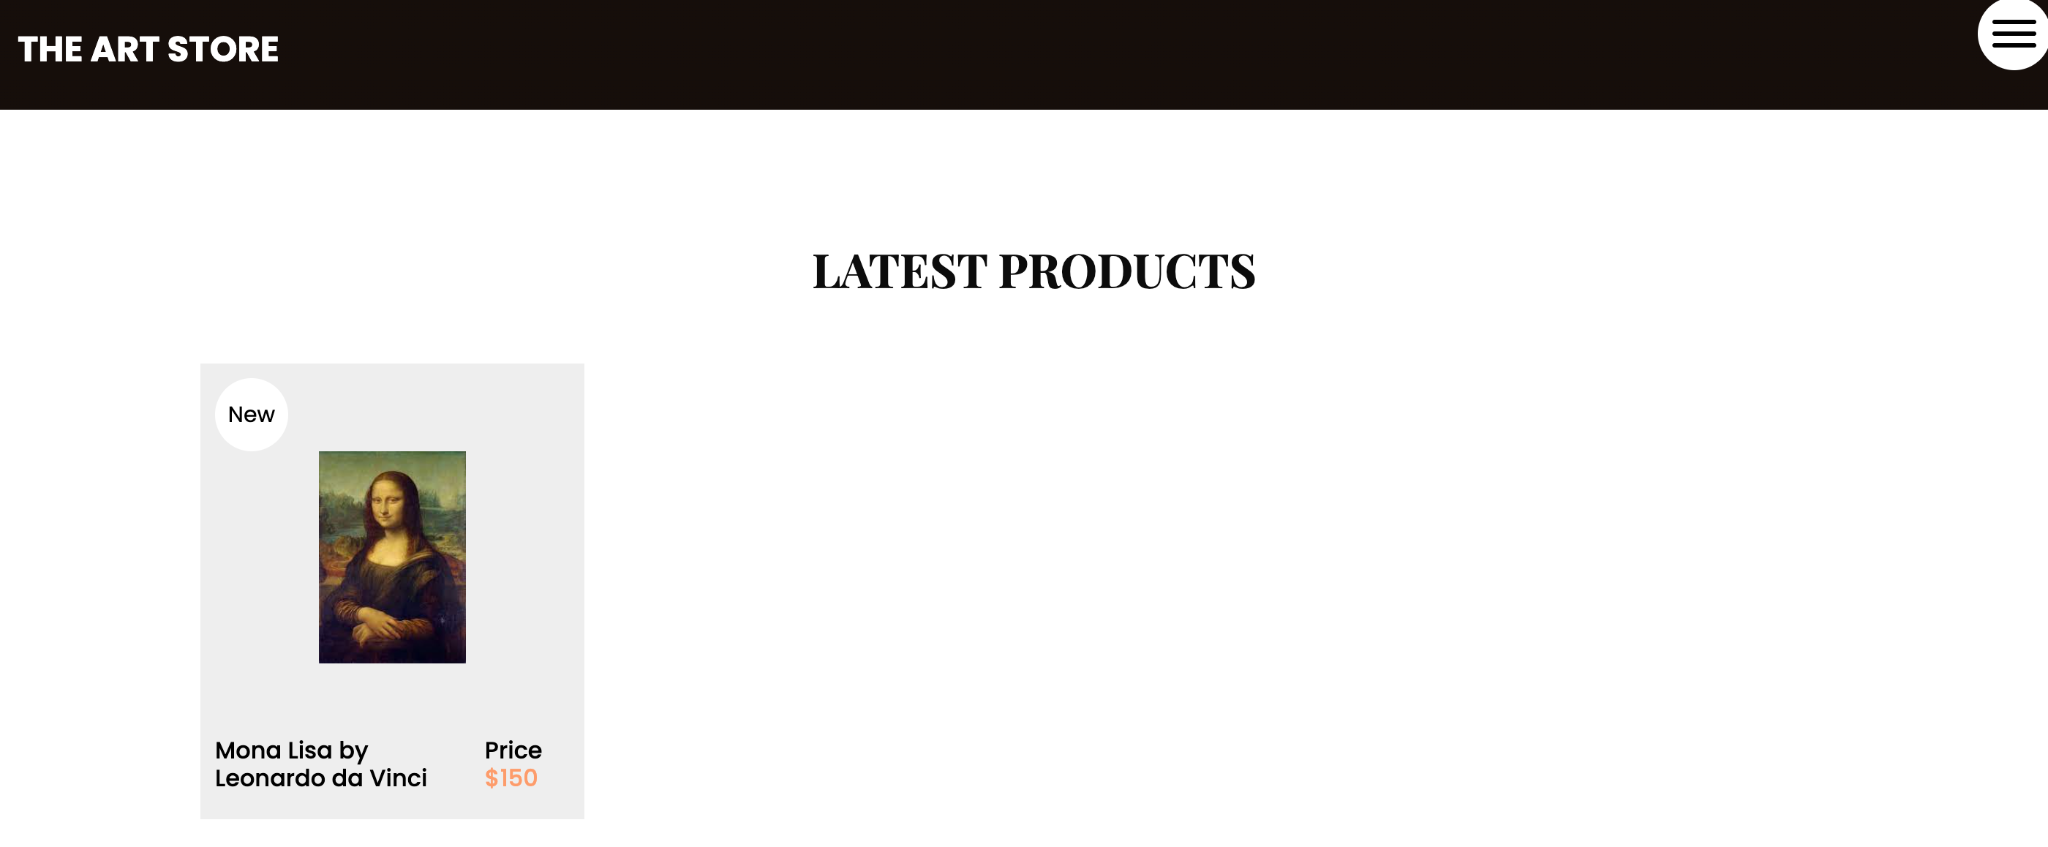 THE ART STORE
LATEST PRODUCTS
New
Mona Lisa by
Leonardo da Vinci
Price
$150